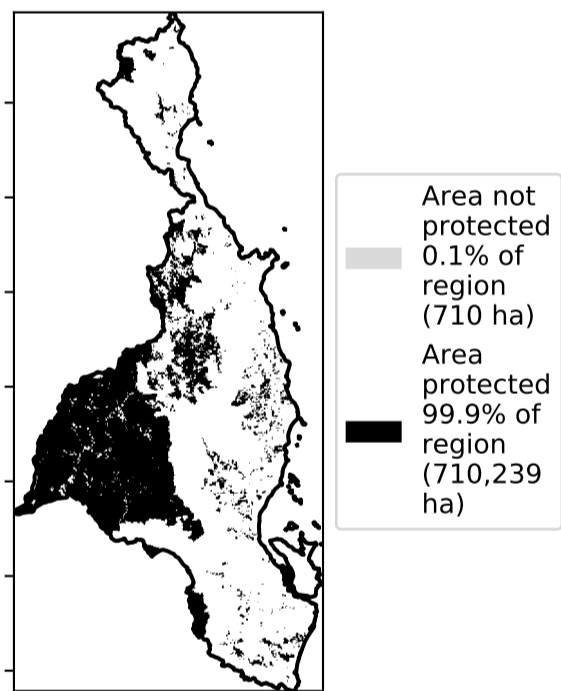 Area not
protected
0.1% of
region
(710 ha)
Area
protected
99.9% of
region
(710,239
ha)